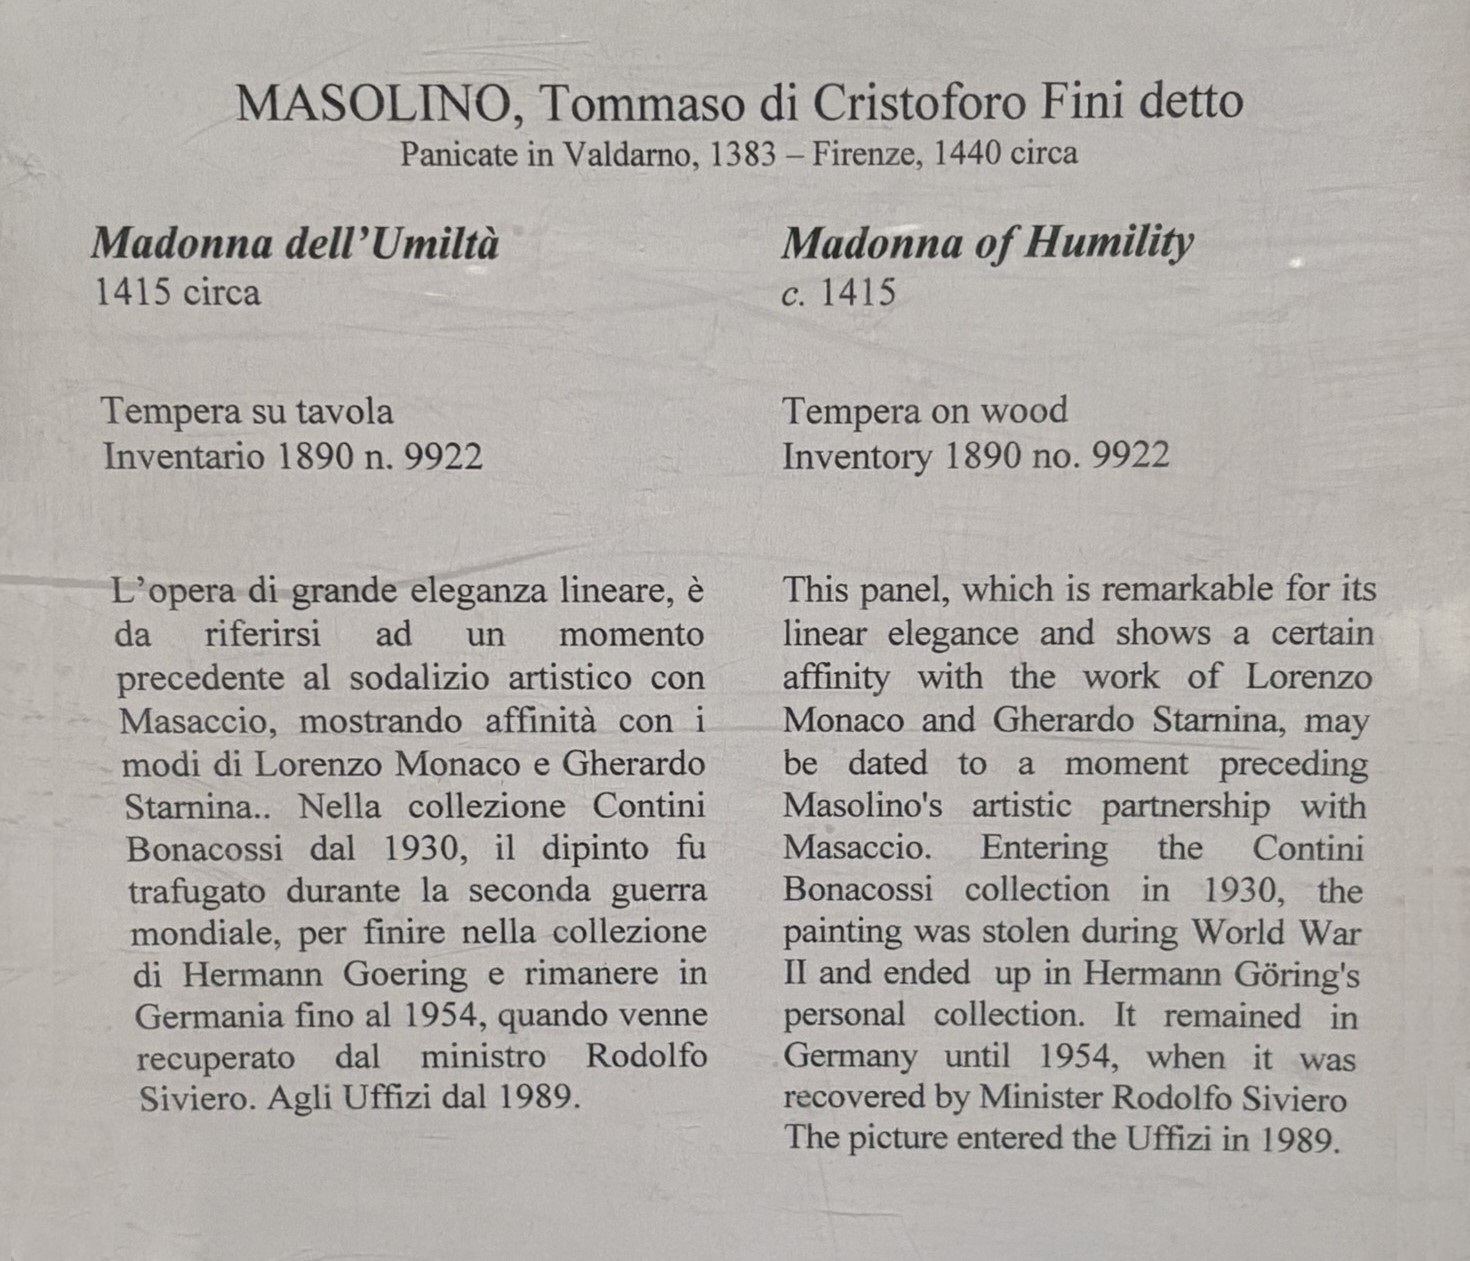 MASOLINO, Tommaso di Cristoforo Fini detto
Panicate in Valdarno, 1383 – Firenze, 1440 circa
Madonna dell’Umiltà
1415 circa
Tempera su tavola
Inventario 1890 n. 9922
L’opera di grande eleganza lineare, è
da riferirsi ad un momento
precedente al sodalizio artistico con
Masaccio, mostrando affinità con i
modi di Lorenzo Monaco e Gherardo
Starnina.. Nella collezione Contini
Bonacossi dal 1930, il dipinto fu
trafugato durante la seconda guerra
mondiale, per finire nella collezione
di Hermann Goering e rimanere in
Germania fino al 1954, quando venne
recuperato dal ministro Rodolfo
Siviero. Agli Uffizi dal 1989.
Madonna of Humility
c. 1415
Tempera on wood
Inventory 1890 no. 9922
This panel, which is remarkable for its
linear elegance and shows a certain
affinity with the work of Lorenzo
Monaco and Gherardo Starnina, may
be dated to a moment preceding
Masolino's artistic partnership with
Masaccio. Entering the Contini
Bonacossi collection in 1930, the
painting was stolen during World War
II and ended up in Hermann Göring's
personal collection. It remained in
Germany until 1954, when it was
recovered by Minister Rodolfo Siviero
The picture entered the Uffizi in 1989.